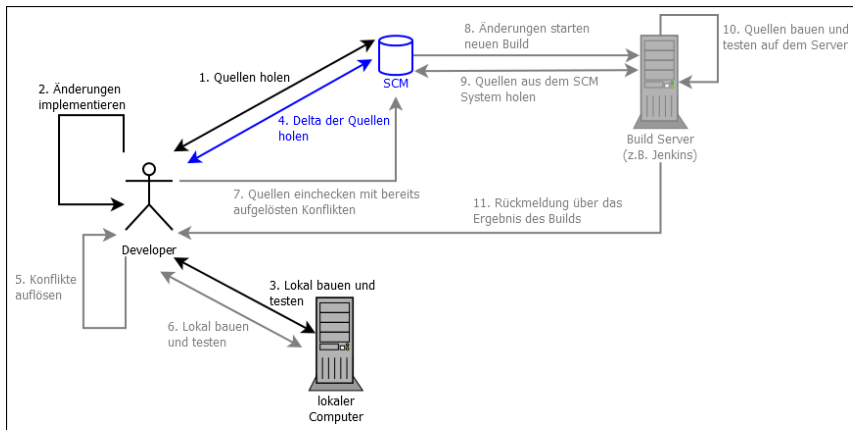 1. Quellen holen
2. Änderungen
implementieren
3. Lokal bauen und
testen
4. Delta der Quellen
holen
5. Konflikte
auflösen
6. Lokal bauen
und testen
7. Quellen einchecken mit bereits
aufgelösten Konflikten
8. Änderungen starten
neuen Build
9. Quellen aus dem SCM
System holen
10. Quellen bauen und
testen auf dem Server
11. Rückmeldung über das
Ergebnis des Builds
SCM
Build Server
(z.B. Jenkins)
Developer
lokaler
Computer